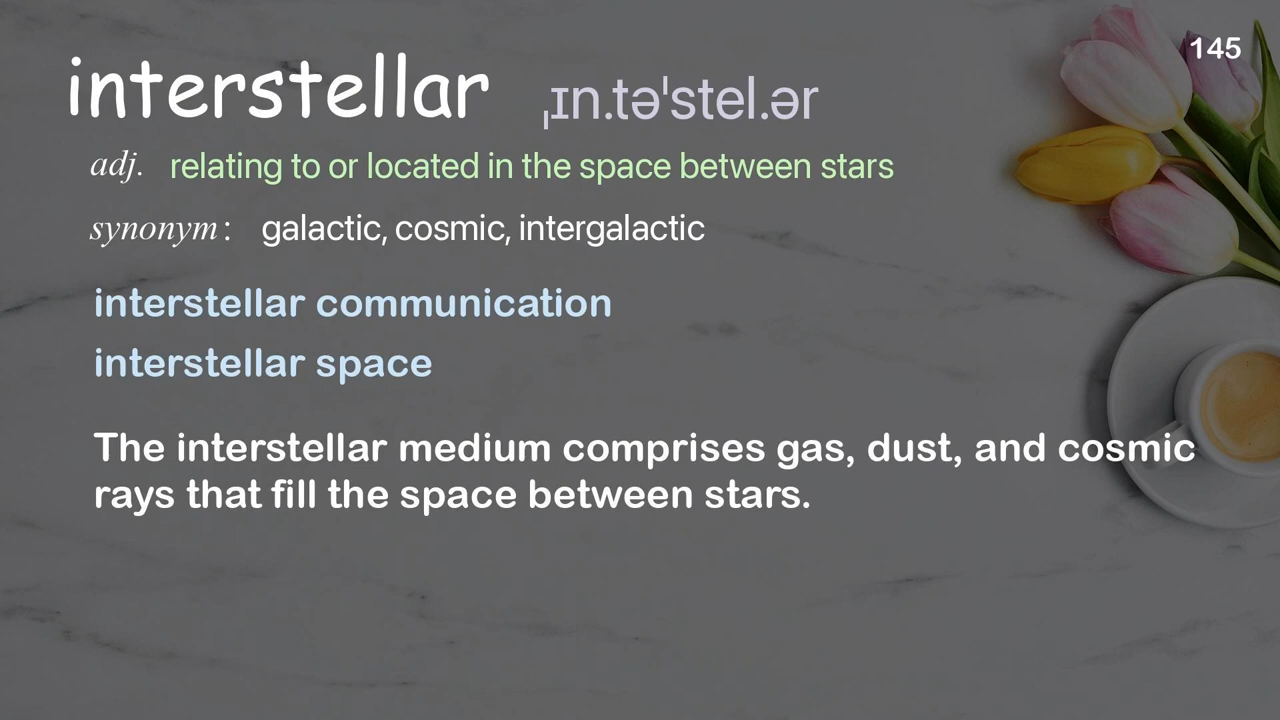 145
interstellar ˌɪn.təˈstel.ər
adj. relating to or located in the space between stars
synonym: galactic, cosmic, intergalactic
interstellar communication
interstellar space
The interstellar medium comprises gas, dust, and cosmic
rays that fill the space between stars.